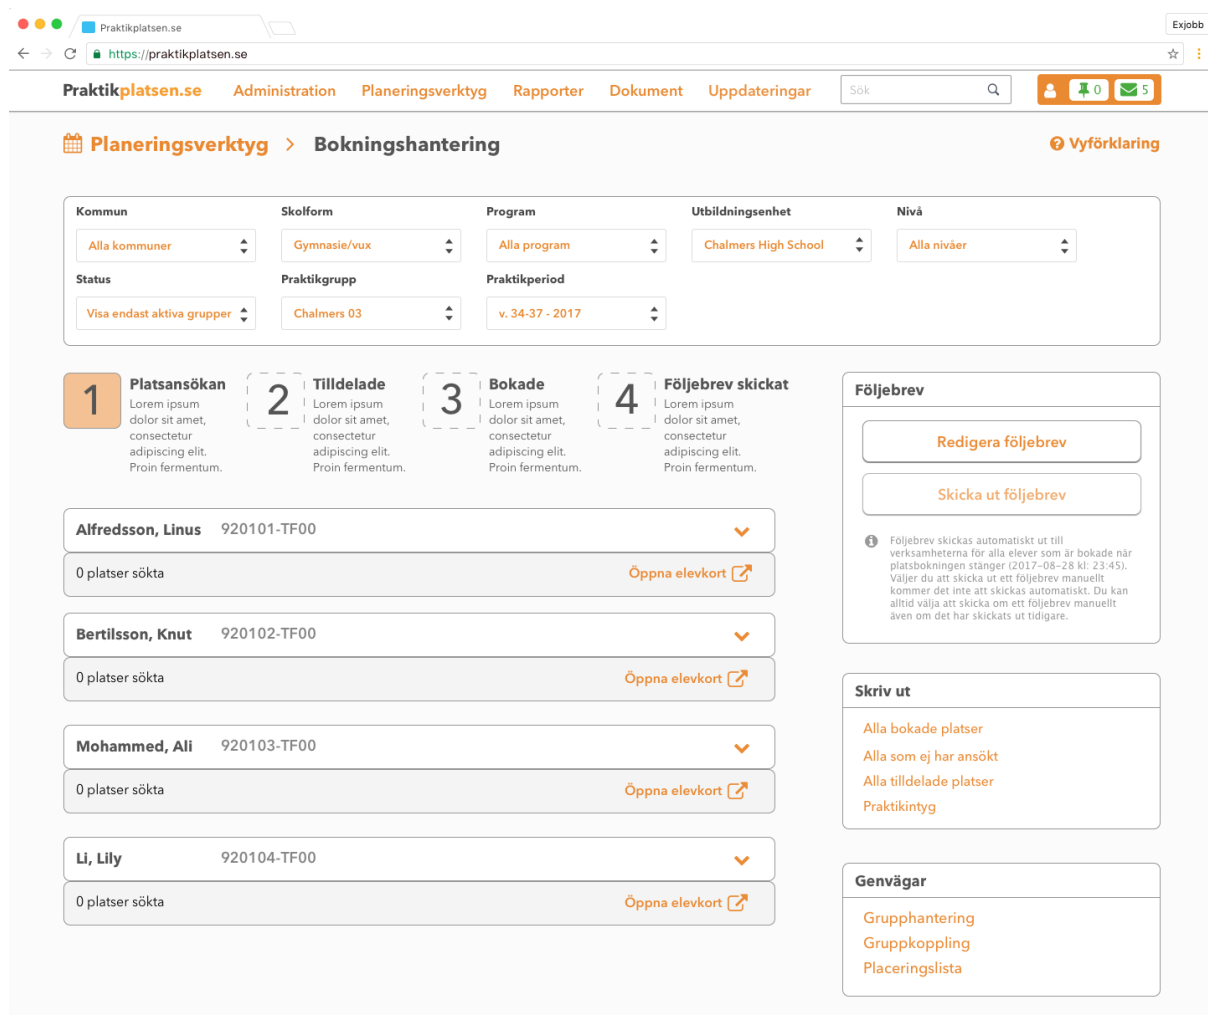 Praktikplatsen.se
Exjobb
https://praktikplatsen.se
Praktikplatsen.se Administration Planeringsverktyg Rapporter Dokument Uppdateringar Sök 0 5
Planeringsverktyg > Bokningshantering
Vyförklaring
Kommun Skolform Program Utbildningsenhet Nivå
Alla kommuner Gymnasie/vux Alla program Chalmers High School Alla nivåer
Status Praktikgrupp Praktikperiod
Visa endast aktiva grupper Chalmers 03 v. 34-37 - 2017
1
Platsansökan
Lorem ipsum
dolor sit amet,
consectetur
adipiscing elit.
Proin fermentum.
2
Tilldelade
Lorem ipsum
dolor sit amet,
consectetur
adipiscing elit.
Proin fermentum.
3
Bokade
Lorem ipsum
dolor sit amet,
consectetur
adipiscing elit.
Proin fermentum.
4
Följebrev skickat
Lorem ipsum
dolor sit amet,
consectetur
adipiscing elit.
Proin fermentum.
Alfredsson, Linus 920101-TF00
0 platser sökta Öppna elevkort
Bertilsson, Knut 920102-TF00
0 platser sökta Öppna elevkort
Mohammed, Ali 920103-TF00
0 platser sökta Öppna elevkort
Li, Lily 920104-TF00
0 platser sökta Öppna elevkort
Följebrev
Redigera följebrev
Skicka ut följebrev
Följebrev skickas automatiskt ut till
verksamheterna för alla elever som är bokade när
platsbokningen stänger (2017-08-28 kl: 23:45).
Väljer du att skicka ut ett följebrev manuellt
kommer det inte att skickas automatiskt. Du kan
alltid välja att skicka om ett följebrev manuellt
även om det har skickats ut tidigare.
Skriv ut
Alla bokade platser
Alla som ej har ansökt
Alla tilldelade platser
Praktikintyg
Genvägar
Grupphantering
Gruppkoppling
Placeringslista